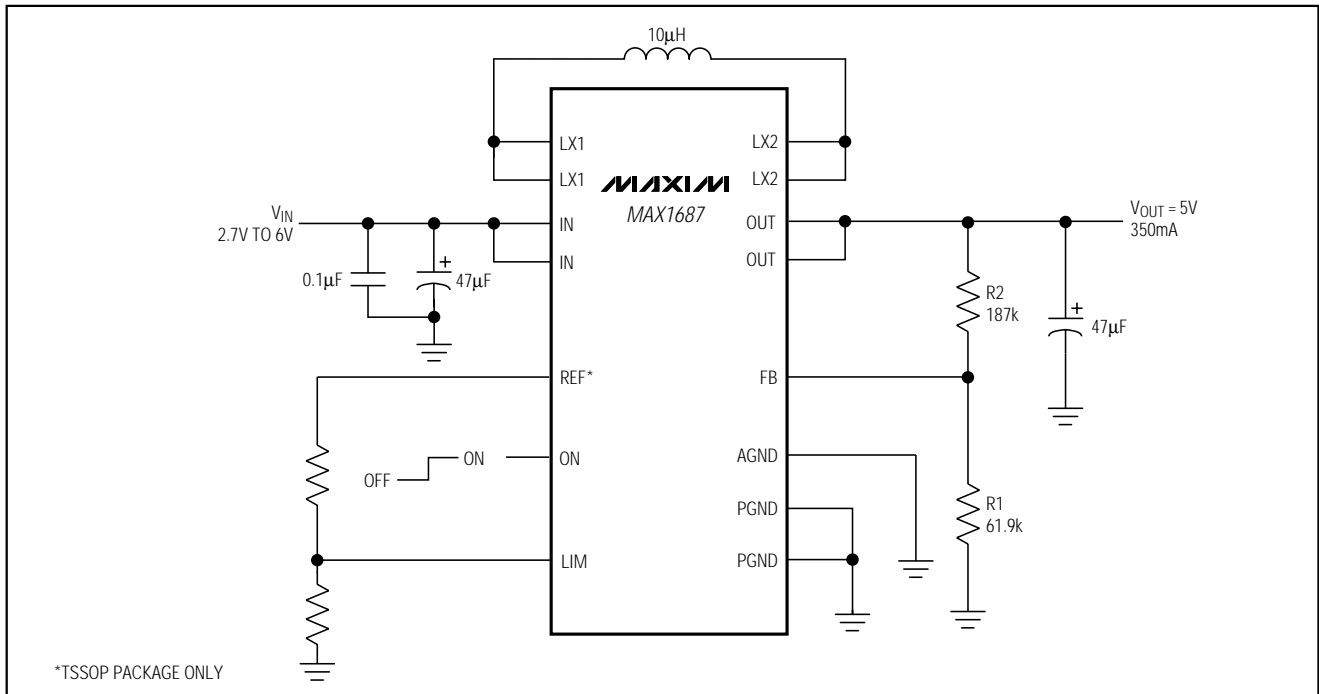 10μH
LX1
LX2
LX1
LX2
MAXIM
MAX1687
VIN
2.7V TO 6V
IN
OUT
VOUT = 5V
350mA
IN
OUT
0.1μF
+
47μF
R2
187k
+
47μF
REF*
FB
OFF
ON
ON
AGND
PGND
R1
61.9k
LIM
PGND
*TSSOP PACKAGE ONLY